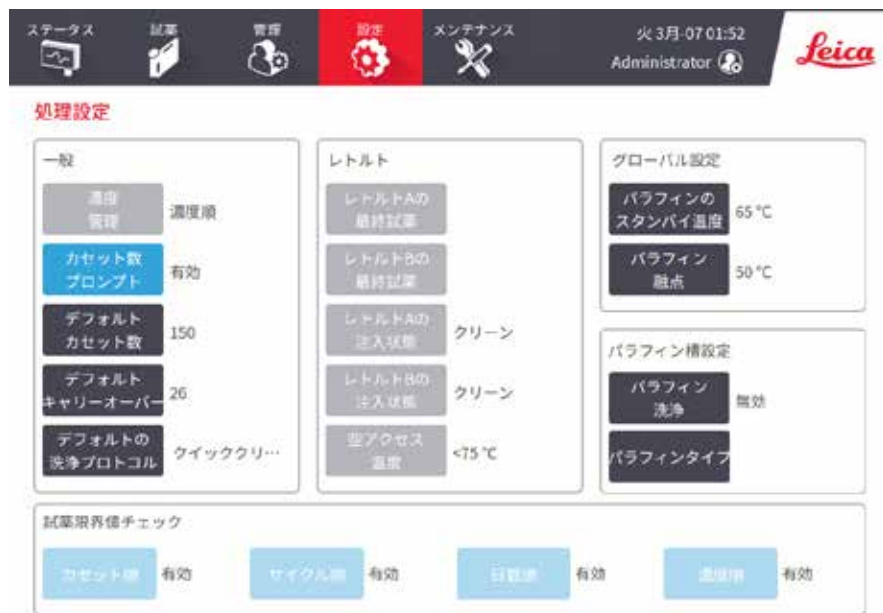 ステータス
試薬
管理
設定
メンテナンス
火 3月-07 01:52
Administrator
Leica
処理設定
一般
濃度
管理
濃度順
カセット数
プロンプト
有効
デフォルト
カセット数
150
デフォルト
キャリーオーバー
26
デフォルトの
洗浄プロトコル
クイッククリ…
レトルト
レトルトAの
最終試薬
レトルトBの
最終試薬
レトルトAの
注入状態
クリーン
レトルトBの
注入状態
クリーン
空アクセス
温度
<75 ℃
グローバル設定
パラフィンの
スタンバイ温度
65 ℃
パラフィン
融点
50 ℃
パラフィン槽設定
パラフィン
洗浄
無効
パラフィンタイプ
試薬限界値チェック
カセット順
有効
サイクル順
有効
日数順
有効
濃度順
有効